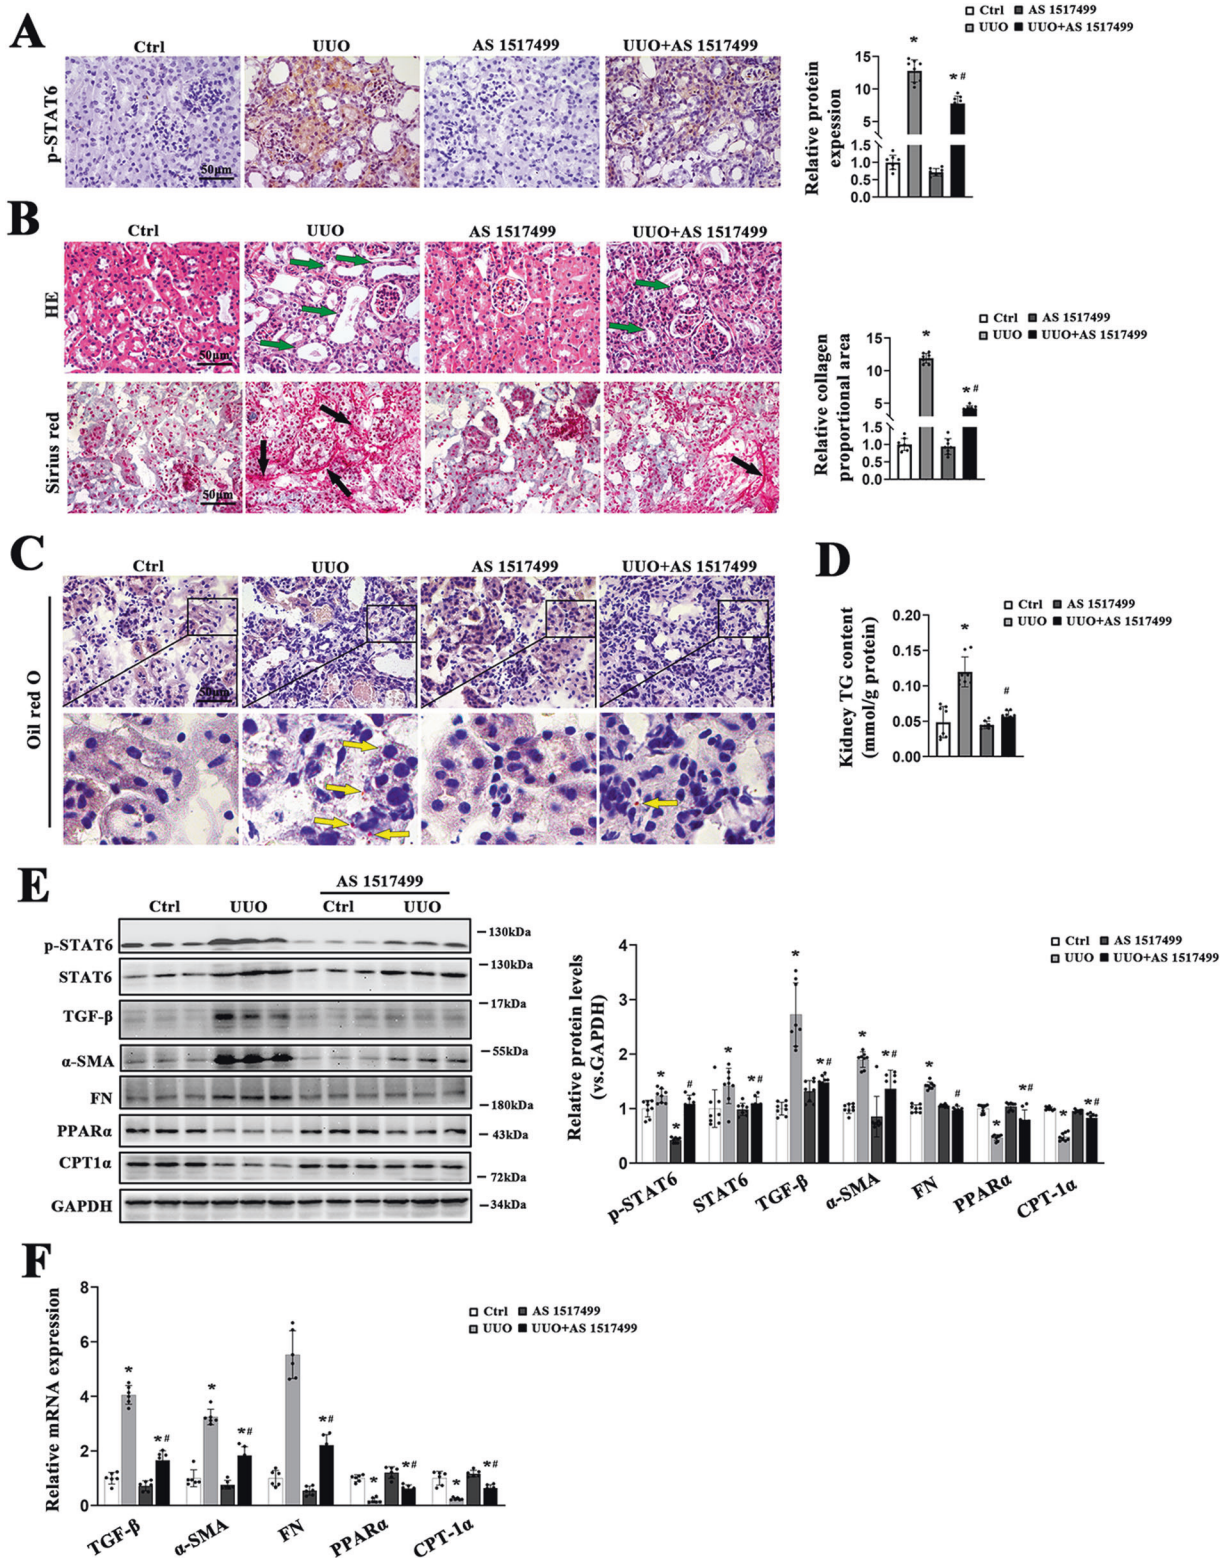 A
Ctrl UUO AS 1517499 UUO+AS 1517499
p-STAT6
50μm
Ctrl AS 1517499
UUO UUO+AS 1517499
Relative protein
expression
15
10
5
1.5
1.0
0.5
0.0
*
* #
B
Ctrl UUO AS 1517499 UUO+AS 1517499
HE
50μm
Sirius red
50μm
Ctrl AS 1517499
UUO UUO+AS 1517499
Relative collagen
proportional area
15
10
5
1.5
1.0
0.5
0.0
*
* #
C
Ctrl UUO AS 1517499 UUO+AS 1517499
Oil red O
50μm
D
Ctrl AS 1517499
UUO UUO+AS 1517499
Kidney TG content
(mmol/g protein)
0.20
0.15
0.10
0.05
0.00
*
#
E
AS 1517499
Ctrl UUO Ctrl UUO
p-STAT6 130kDa
STAT6 130kDa
TGF-β 17kDa
α-SMA 55kDa
FN 180kDa
PPARα 43kDa
CPT1α 72kDa
GAPDH 34kDa
Ctrl AS 1517499
UUO UUO+AS 1517499
Relative protein levels
(vs.GAPDH)
4
3
2
1
0
* * # * *# * *# * *# * # * *# * *#
p-STAT6 STAT6 TGF-β α-SMA FN PPARα CPT-1α
F
Ctrl AS 1517499
UUO UUO+AS 1517499
Relative mRNA expression
8
6
4
2
0
* *# * *# *# * *# * *#
TGF-β α-SMA FN PPARα CPT-1α